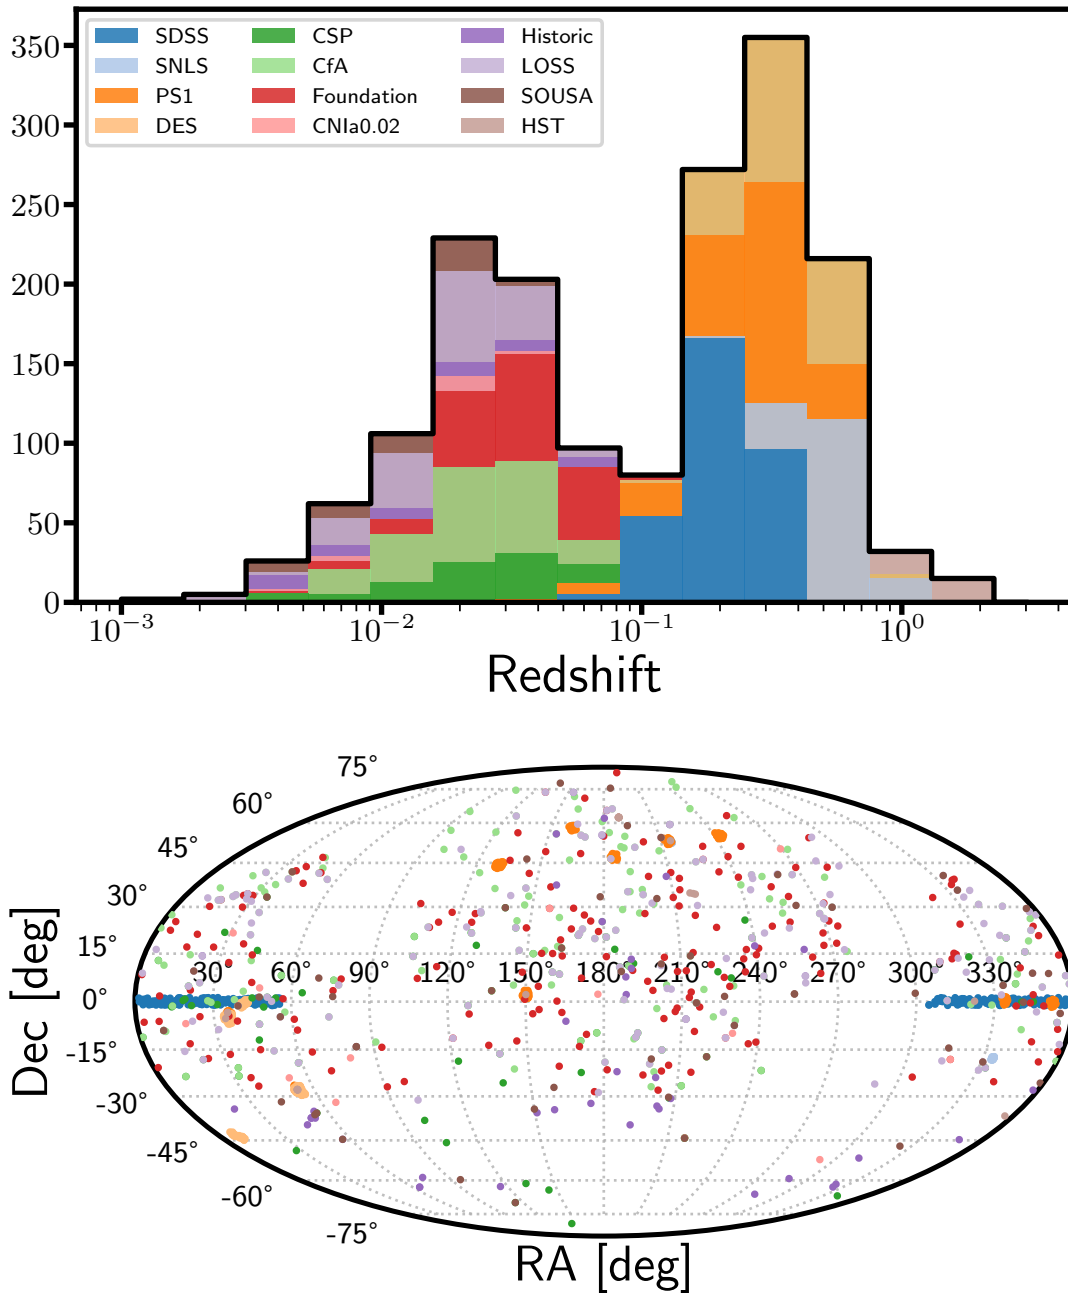 350
300
250
200
150
100
50
0
SDSS CSP Historic
SNLS CfA LOSS
PS1 Foundation SOUSA
DES CNIa0.02 HST
10⁻³ 10⁻² 10⁻¹ 10⁰
Redshift
75°
60°
45°
30°
15°
0°
-15°
-30°
-45°
-60°
-75°
30° 60° 90° 120° 150° 180° 210° 240° 270° 300° 330°
Dec [deg]
RA [deg]